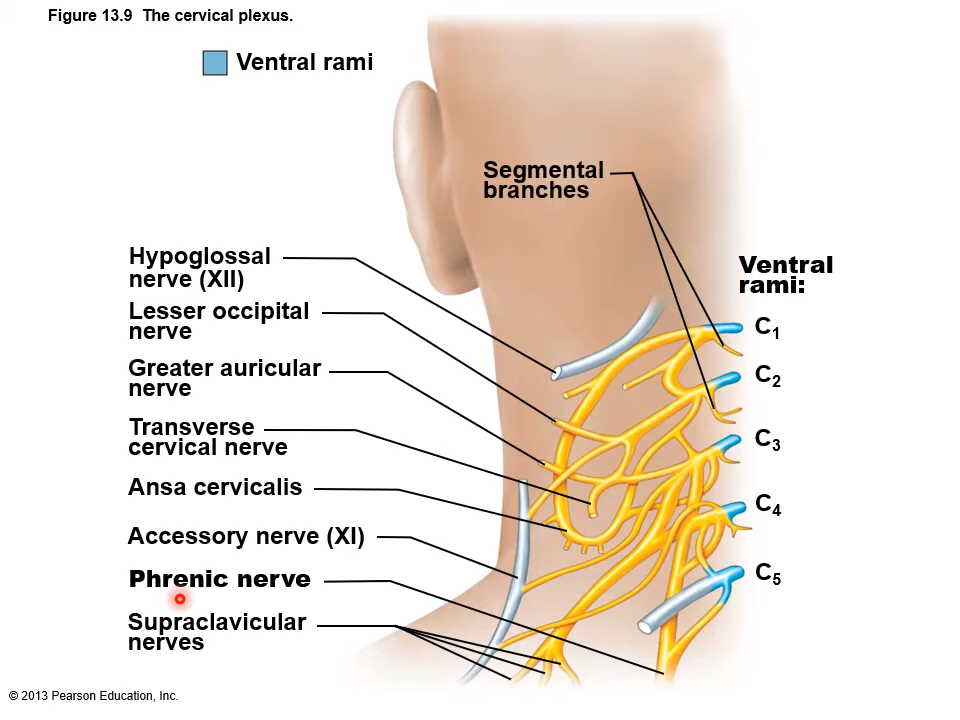 Figure 13.9  The cervical plexus.
Ventral rami
Segmental
branches
Hypoglossal
nerve (XII)
Lesser occipital
nerve
Greater auricular
nerve
Transverse
cervical nerve
Ansa cervicalis
Accessory nerve (XI)
Phrenic nerve
Supraclavicular
nerves
Ventral
rami:
C1
C2
C3
C4
C5
© 2013 Pearson Education, Inc.